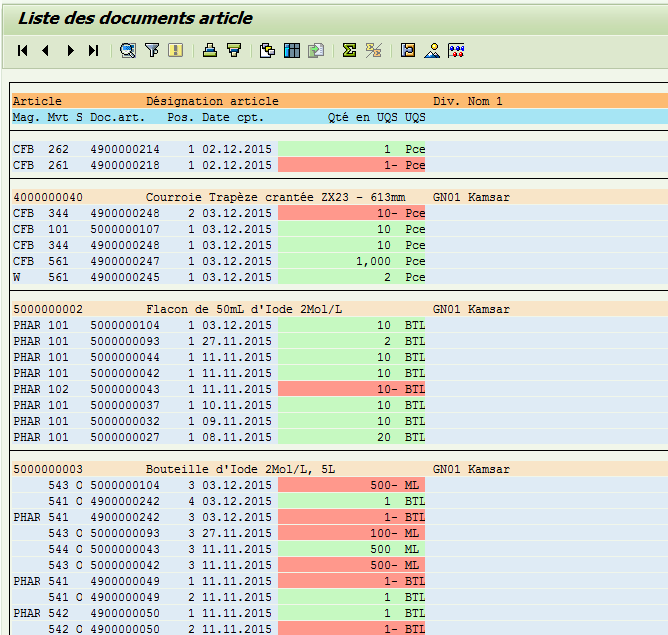 Liste des documents article
Article Désignation article Div. Nom 1
Mag. Mvt S Doc.art. Pos. Date cpt. Qté en UQS UQS
CFB 262 4900000214 1 02.12.2015 1 Pce
CFB 261 4900000218 1 02.12.2015 1- Pce
4000000040 Courroie Trapèze crantée ZX23 - 613mm GN01 Kamsar
CFB 344 4900000248 2 03.12.2015 10- Pce
CFB 101 5000000107 1 03.12.2015 10 Pce
CFB 344 4900000248 1 03.12.2015 10 Pce
CFB 561 4900000247 1 03.12.2015 1,000 Pce
W 561 4900000245 1 03.12.2015 2 Pce
5000000002 Flacon de 50mL d'Iode 2Mol/L GN01 Kamsar
PHAR 101 5000000104 1 03.12.2015 10 BTL
PHAR 101 5000000093 1 27.11.2015 2 BTL
PHAR 101 5000000044 1 11.11.2015 10 BTL
PHAR 101 5000000042 1 11.11.2015 10 BTL
PHAR 102 5000000043 1 11.11.2015 10- BTL
PHAR 101 5000000037 1 10.11.2015 10 BTL
PHAR 101 5000000032 1 09.11.2015 10 BTL
PHAR 101 5000000027 1 08.11.2015 20 BTL
5000000003 Bouteille d'Iode 2Mol/L, 5L GN01 Kamsar
543 O 5000000104 3 03.12.2015 500- ML
541 O 4900000242 4 03.12.2015 1 BTL
PHAR 541 4900000242 3 03.12.2015 1- BTL
543 O 5000000093 3 27.11.2015 100- ML
544 O 5000000043 3 11.11.2015 500 ML
543 O 5000000042 3 11.11.2015 500- ML
PHAR 541 4900000049 1 11.11.2015 1- BTL
541 O 4900000049 2 11.11.2015 1 BTL
PHAR 542 4900000050 1 11.11.2015 1 BTL
542 O 4900000050 2 11.11.2015 1- BTL